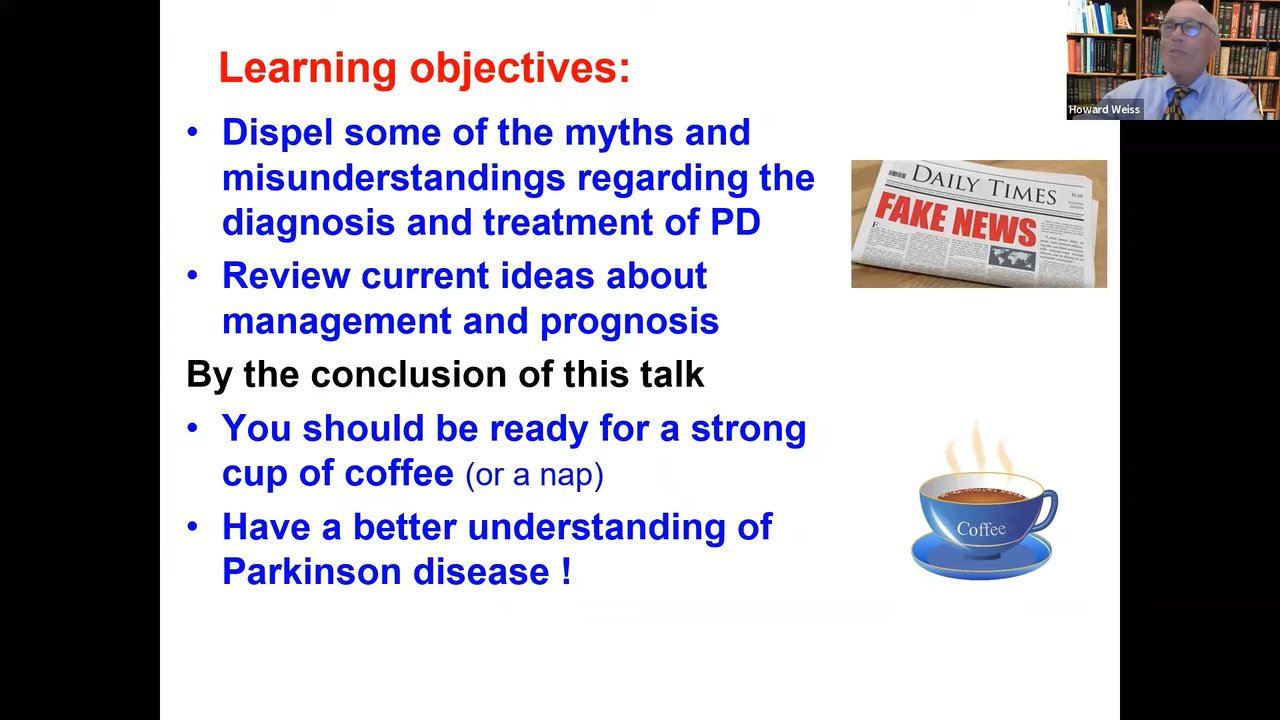 Learning objectives:
• Dispel some of the myths and
misunderstandings regarding the
diagnosis and treatment of PD
• Review current ideas about
management and prognosis
By the conclusion of this talk
• You should be ready for a strong
cup of coffee (or a nap)
• Have a better understanding of
Parkinson disease !
Howard Weiss
DAILY TIMES
FAKE NEWS
Coffee